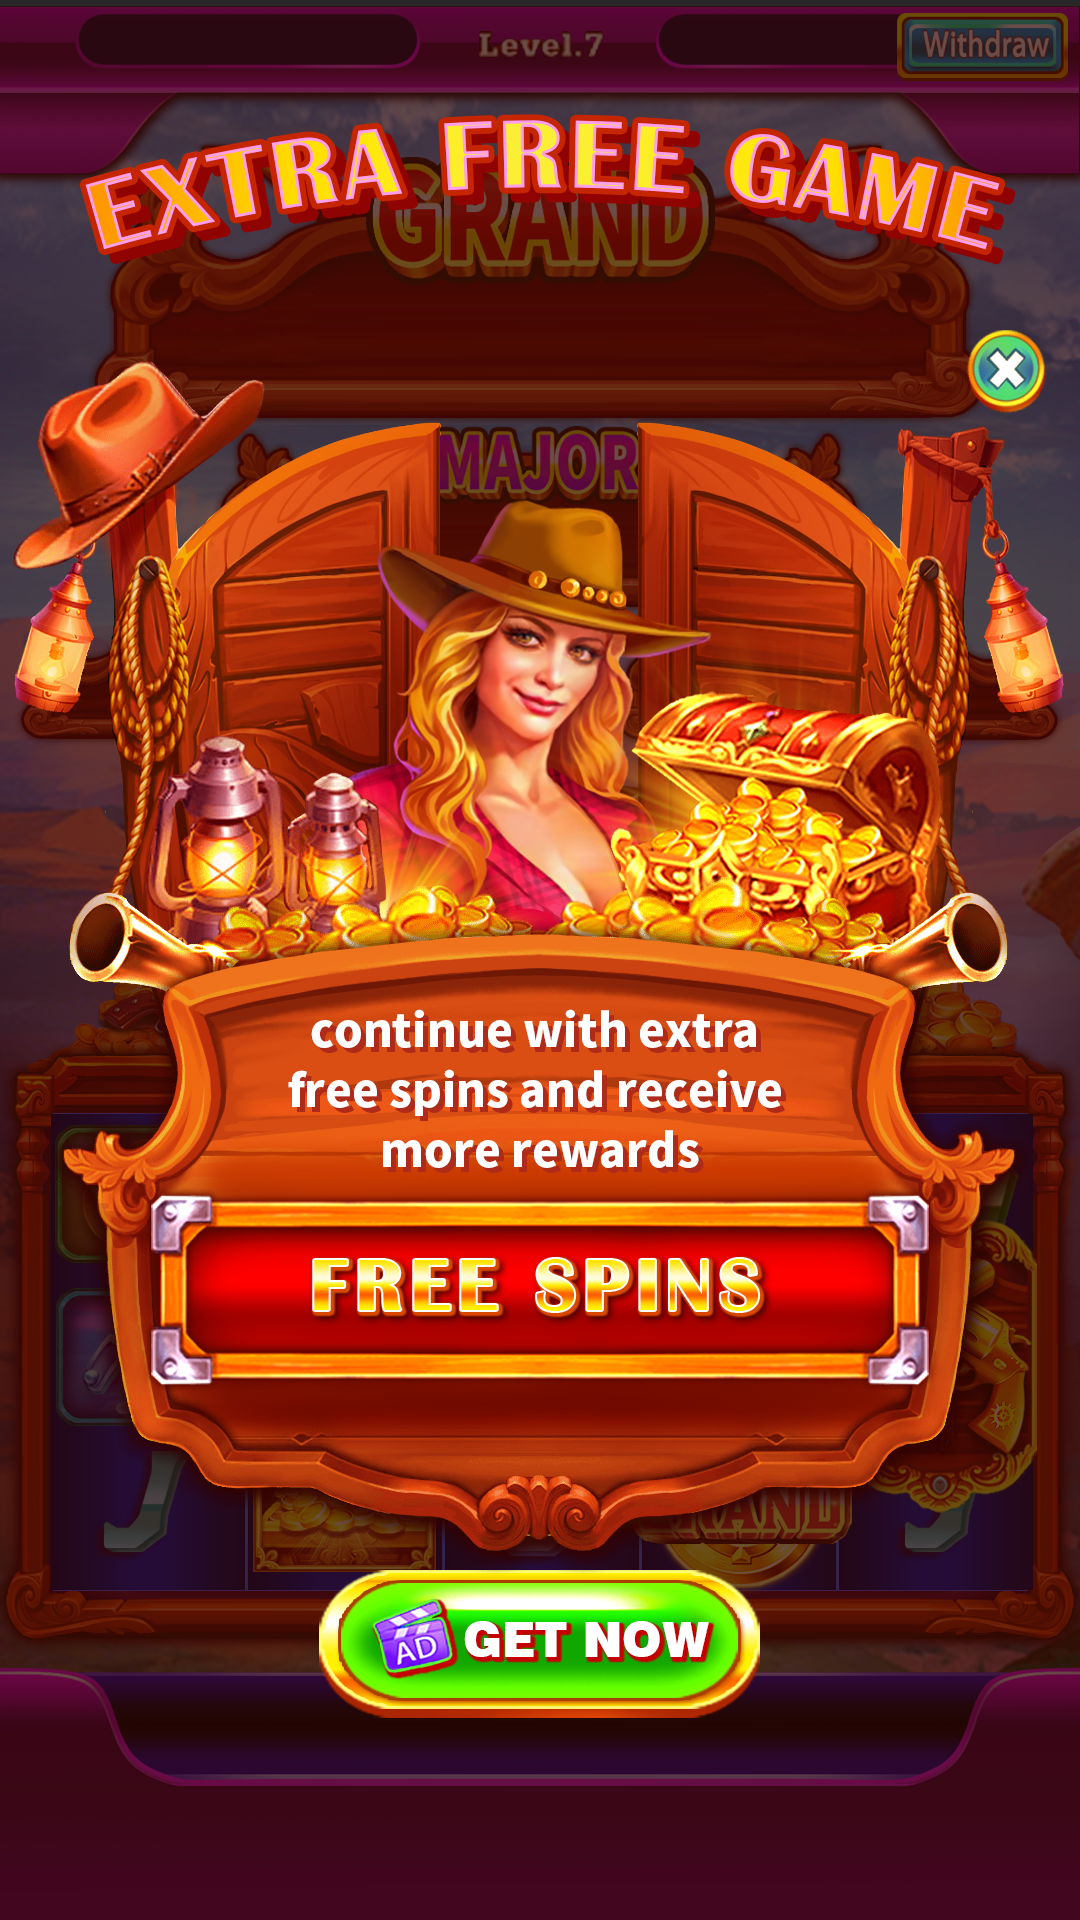 Level.7
Withdraw
EXTRA FREE GAME
GRAND
MAJOR
continue with extra
free spins and receive
more rewards
FREE SPINS
GRAND
AD GET NOW